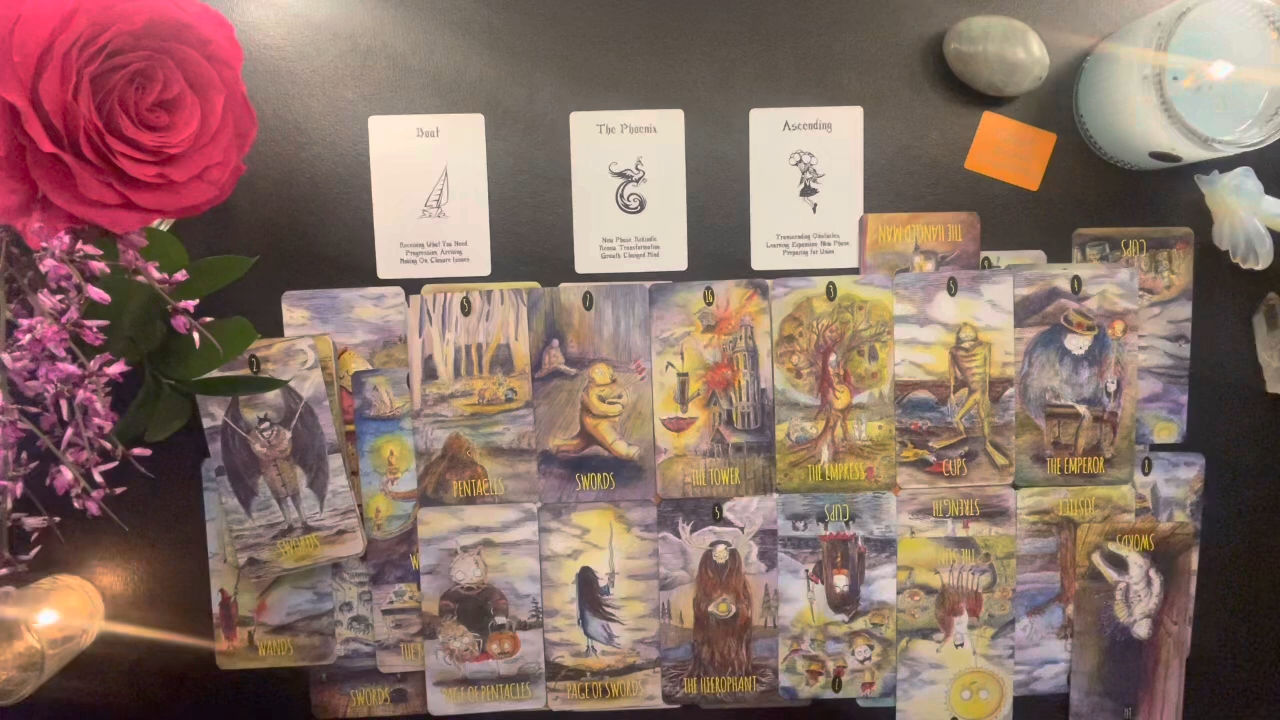 Boat
Receiving What You Need
Progression Arriving
Moving On Closure Issues
The Phoenix
New Phase Rekindle
Renew Transformation
Growth Changed Mind
Ascending
Transcending Obstacles
Learning Expansion New Phase
Preparing for Union
THE HANGED MAN
CUPS
2
SWORDS
5
PENTACLES
7
SWORDS
16
THE TOWER
3
THE EMPRESS
5
CUPS
4
THE EMPEROR
WANDS
SWORDS
PAGE OF PENTACLES
PAGE OF SWORDS
5
THE HIEROPHANT
CUPS
STRENGTH
THE SUN
JUSTICE
8
SWORDS